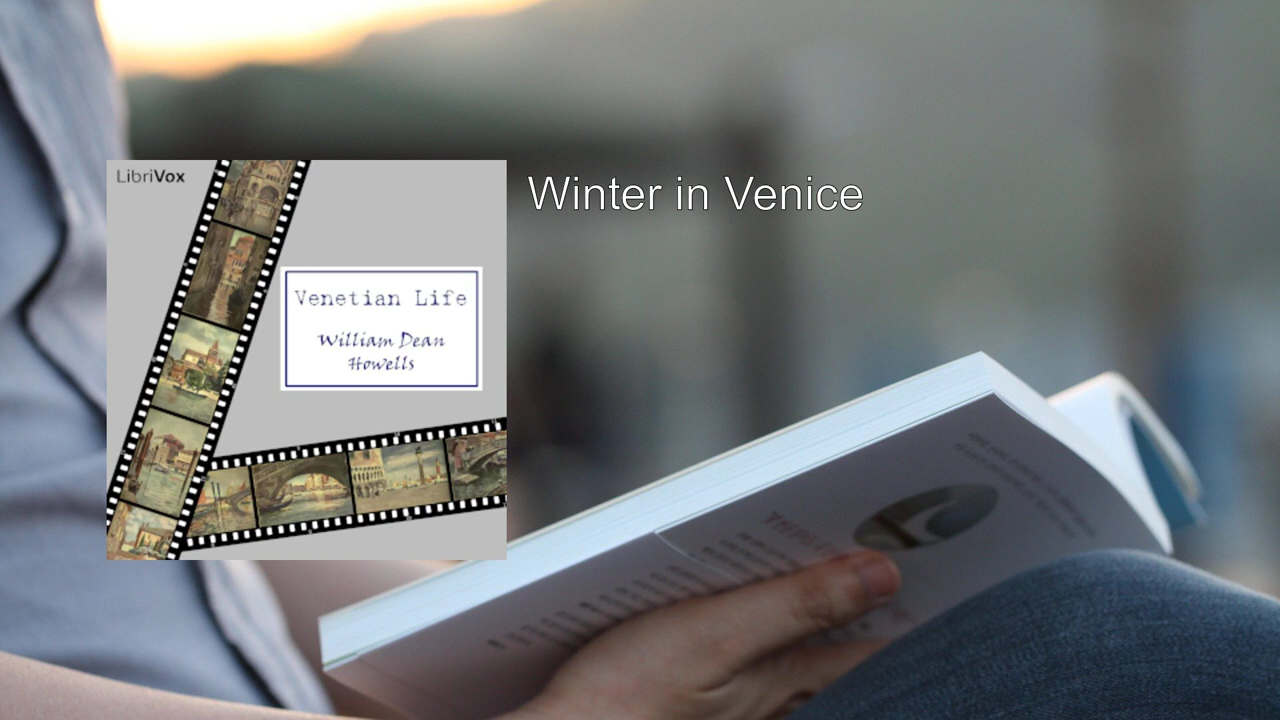 LibriVox
Winter in Venice
Venetian Life
William Dean
Howells